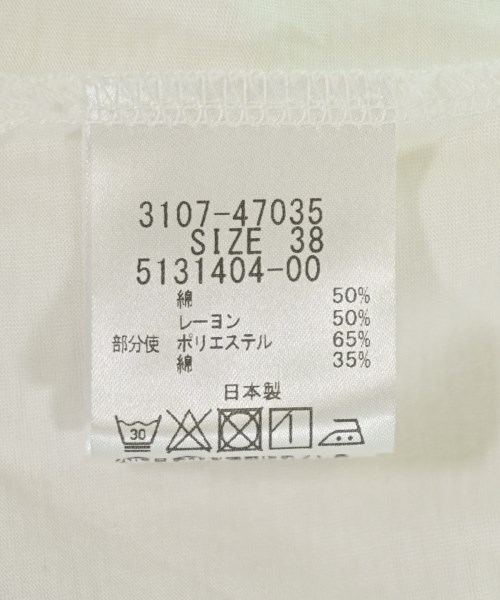 3107-47035
SIZE 38
5131404-00
綿 50%
レーヨン 50%
部分使 ポリエステル 65%
綿 35%
日本製
30